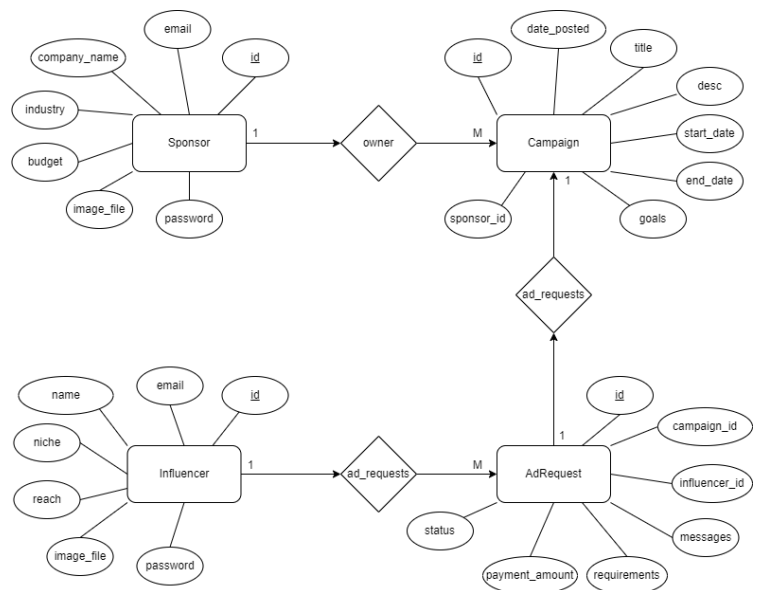 email
date_posted
company_name
id
id
title
industry
desc
Sponsor
1
owner
M
Campaign
start_date
budget
end_date
1
image_file
password
sponsor_id
goals
ad_requests
name
email
id
id
campaign_id
niche
1
Influencer
1
ad_requests
M
AdRequest
influencer_id
reach
status
messages
image_file
password
payment_amount
requirements